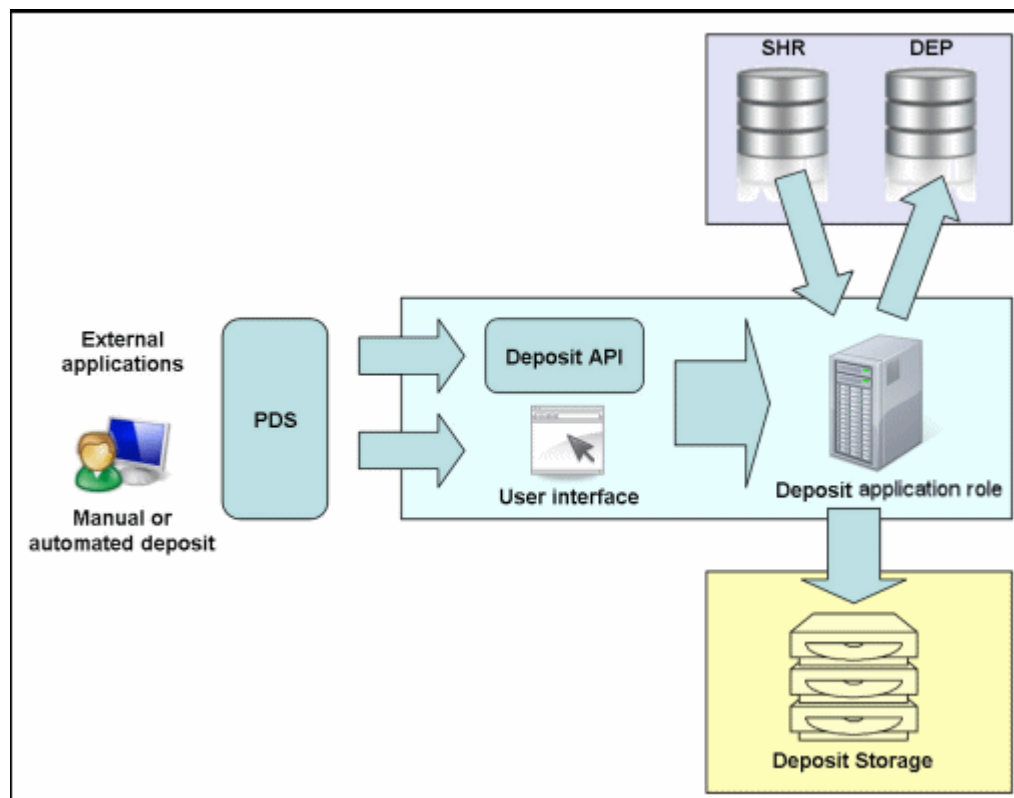 SHR
DEP
External
applications
PDS
Deposit API
User interface
Deposit application role
Manual or
automated deposit
Deposit Storage